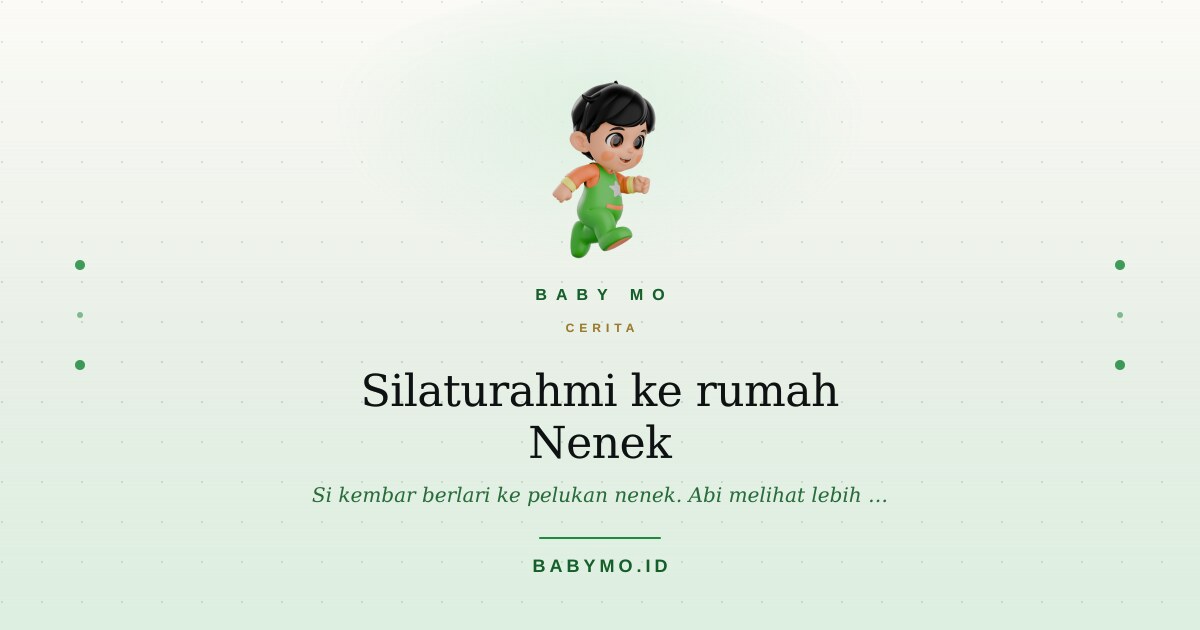 BABY MO
CERITA
Silaturahmi ke rumah
Nenek
Si kembar berlari ke pelukan nenek. Abi melihat lebih …
BABYMO.ID